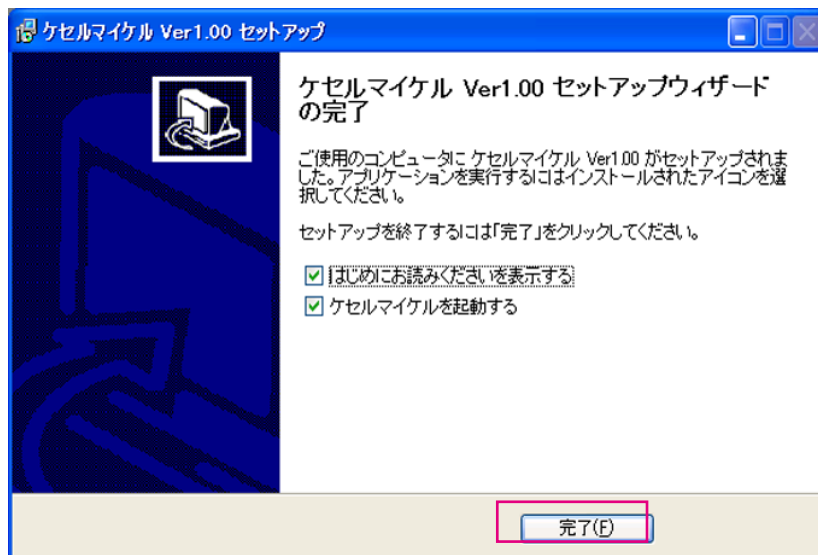 ケセルマイケル Ver1.00 セットアップ
ケセルマイケル Ver1.00 セットアップウィザード
の完了
ご使用のコンピュータに ケセルマイケル Ver1.00 がセットアップされま
した。アプリケーションを実行するにはインストールされたアイコンを選
択してください。
セットアップを終了するには「完了」をクリックしてください。
はじめにお読みくださいを表示する
ケセルマイケルを起動する
完了(F)